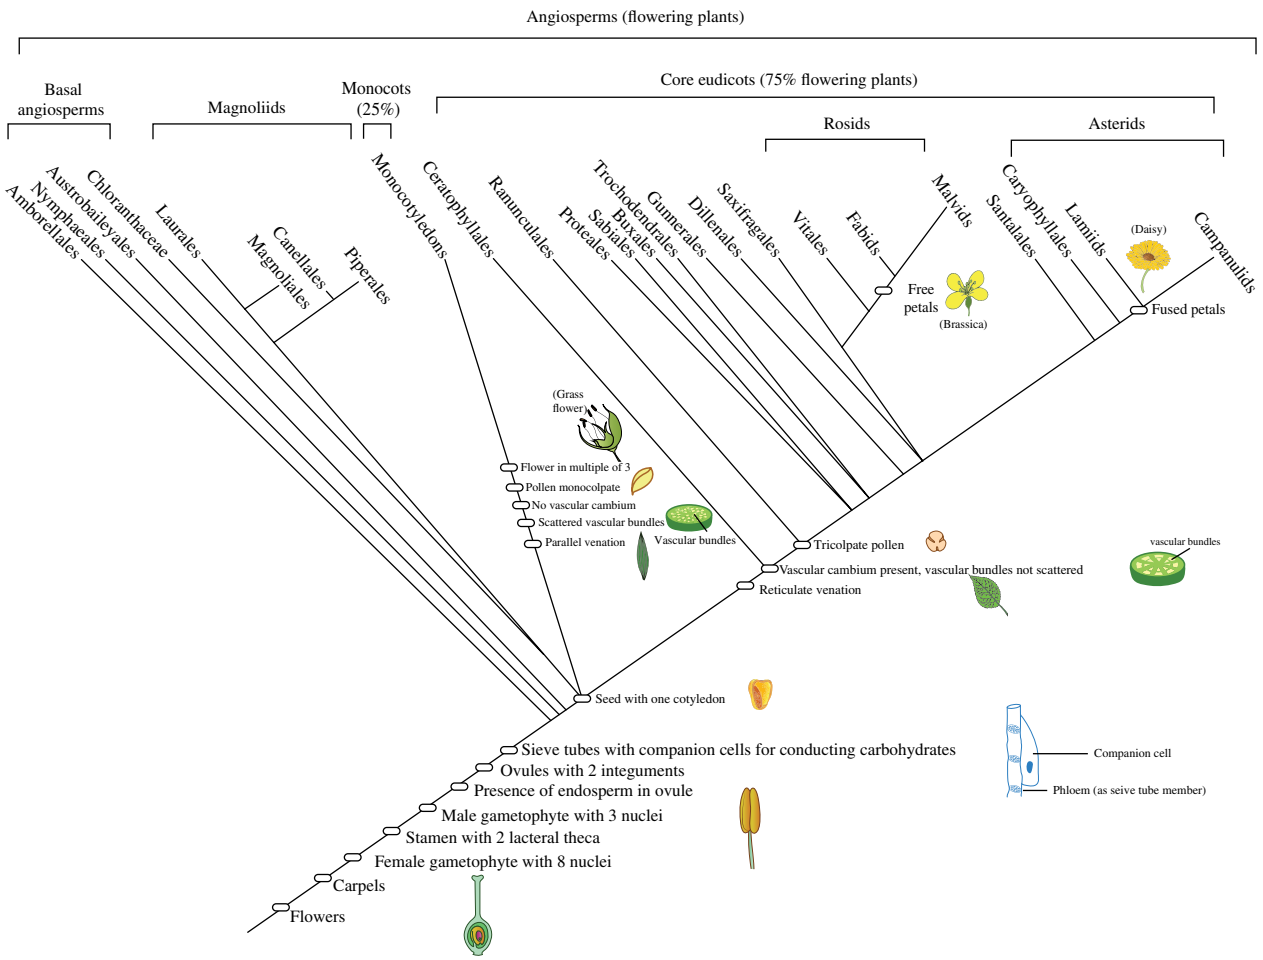 Angiosperms (flowering plants)
Basal
angiosperms
Magnoliids
Monocots
(25%)
Core eudicots (75% flowering plants)
Rosids
Asterids
Amborellales
Nymphaeales
Austrobaileyales
Chloranthaceae
Laurales
Magnoliales
Canellales
Piperales
Monocotyledons
Ceratophyllales
Ranunculales
Proteales
Sabiales
Buxales
Trochodendrales
Gunnerales
Dillenales
Saxifragales
Vitales
Fabids
Malvids
Santalales
Caryophyllales
Lamiids
Campanulids
(Daisy)
Free
petals
(Brassica)
Fused petals
(Grass
flower)
Flower in multiple of 3
Pollen monocolpate
No vascular cambium
Scattered vascular bundles
Vascular bundles
Parallel venation
Tricolpate pollen
vascular bundles
Vascular cambium present, vascular bundles not scattered
Reticulate venation
Seed with one cotyledon
Sieve tubes with companion cells for conducting carbohydrates
Companion cell
Ovules with 2 integuments
Presence of endosperm in ovule
Phloem (as seive tube member)
Male gametophyte with 3 nuclei
Stamen with 2 lacteral theca
Female gametophyte with 8 nuclei
Carpels
Flowers